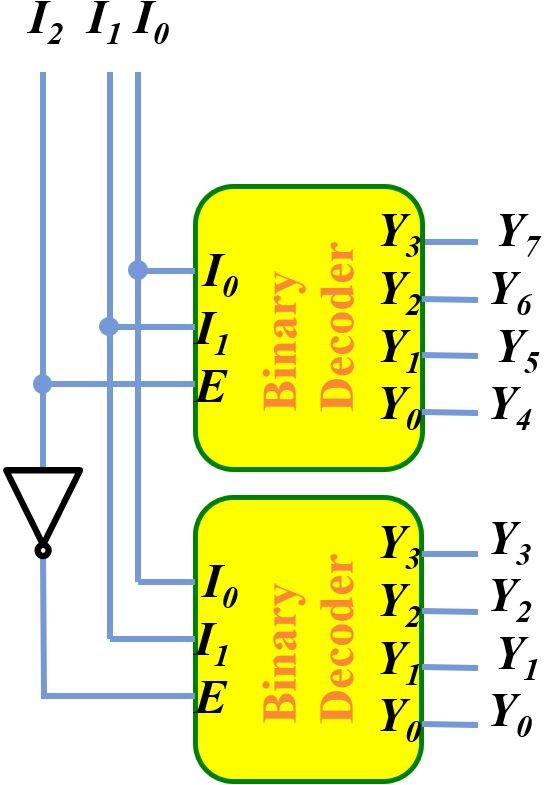 I2 I1 I0
Y3 Y7
I0 Y2 Y6
I1 Y1 Y5
E Y0 Y4
Binary
Decoder
Y3 Y3
I0 Y2 Y2
I1 Y1 Y1
E Y0 Y0
Binary
Decoder